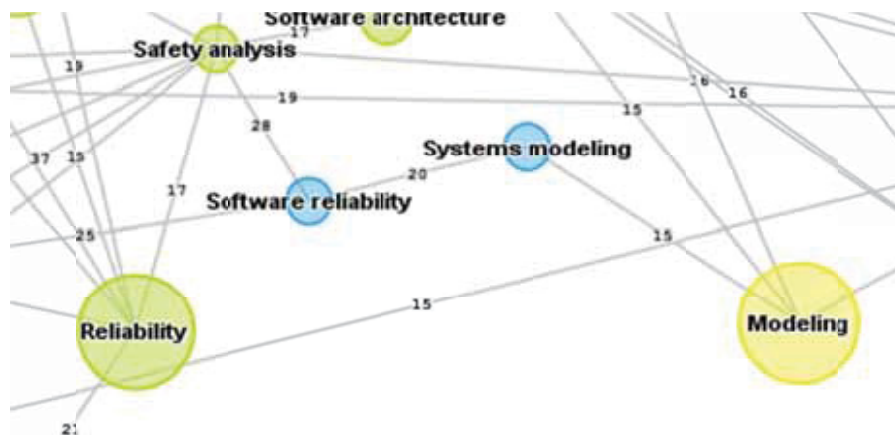 Software architecture
17
Safety analysis
19
16
16
19
15
28
Systems modeling
37
15
20
17
Software reliability
25
15
15
Modeling
Reliability
21